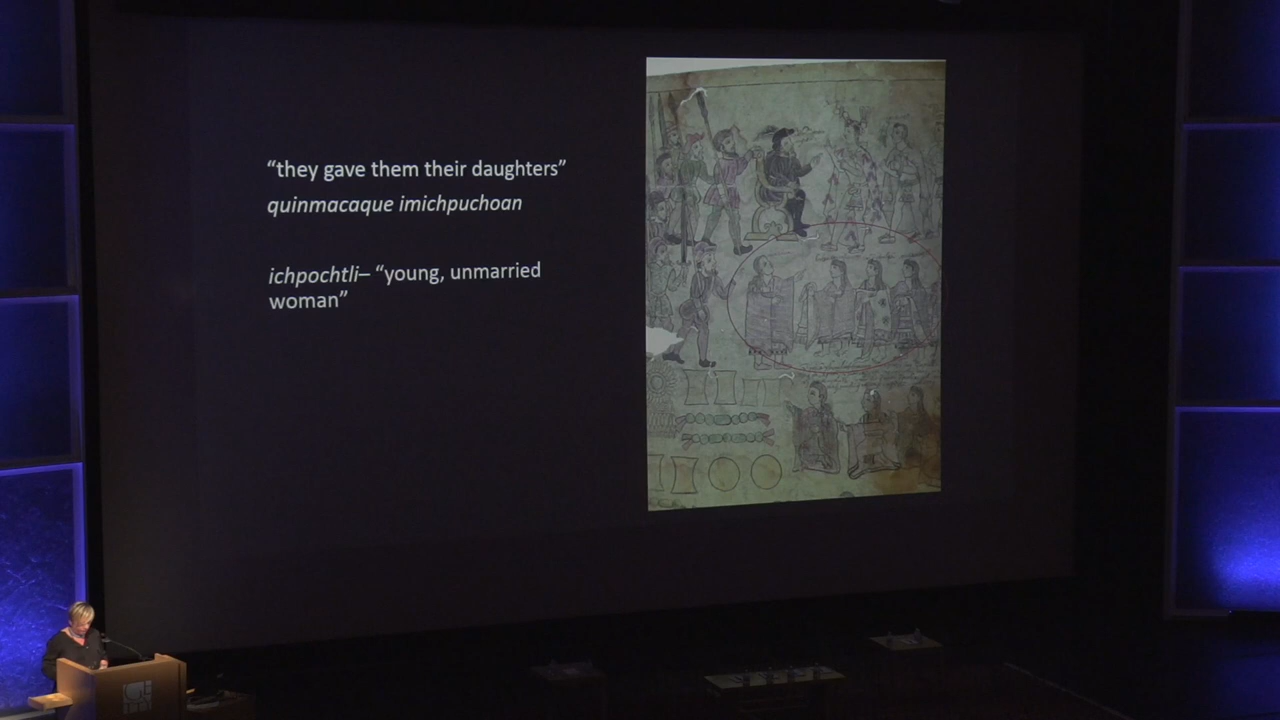 “they gave them their daughters”
quinmacaque imichpuchoan
ichpochtli– “young, unmarried
woman”